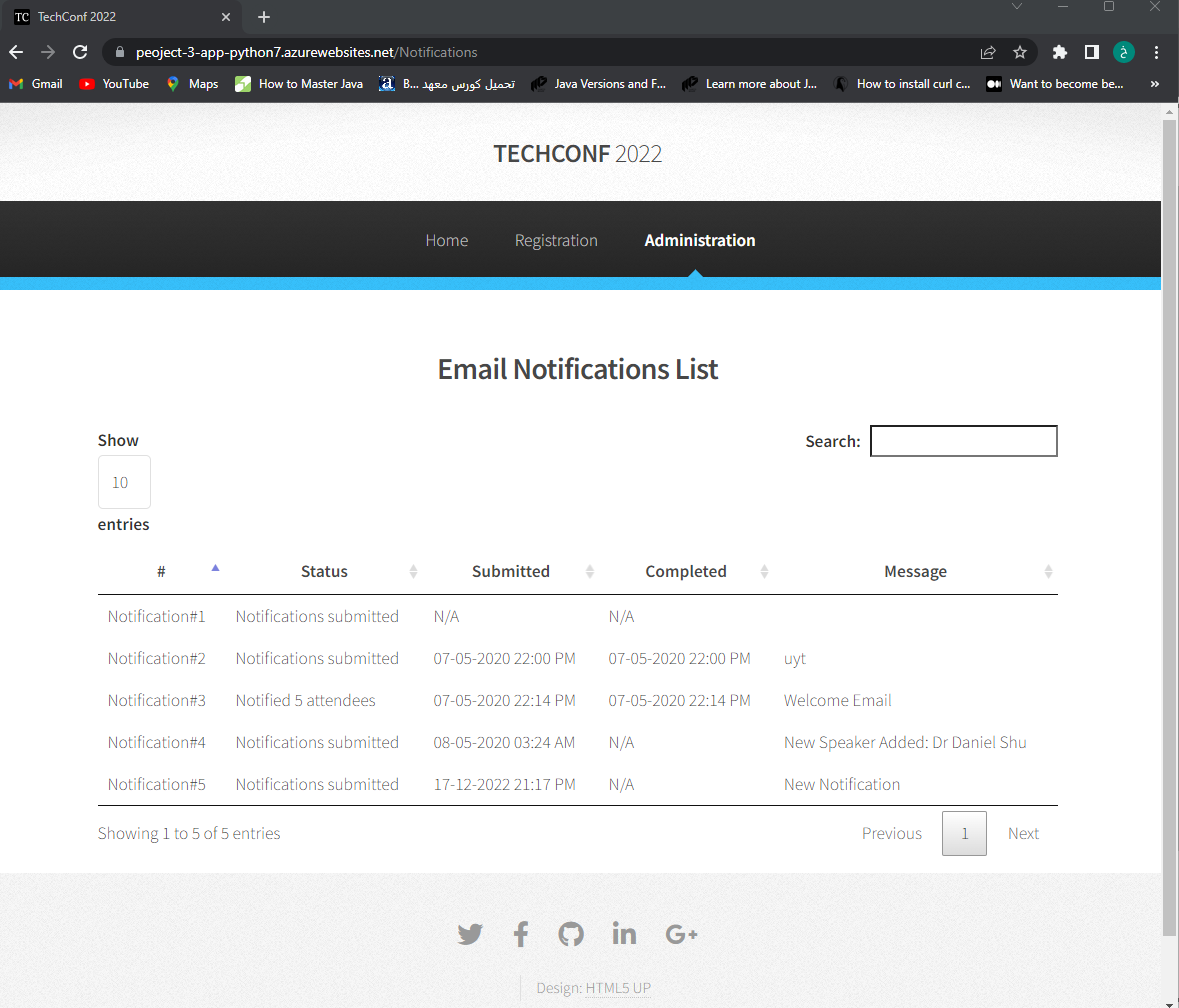 TC TechConf 2022
peoject-3-app-python7.azurewebsites.net/Notifications
خ
Gmail YouTube Maps How to Master Java تحميل كورس معهد B... Java Versions and F... Learn more about J... How to install curl c... Want to become be...
TECHCONF 2022
Home Registration Administration
Email Notifications List
Show
10
entries
Search:
# Status Submitted Completed Message
Notification#1 Notifications submitted N/A N/A
Notification#2 Notifications submitted 07-05-2020 22:00 PM 07-05-2020 22:00 PM uyt
Notification#3 Notified 5 attendees 07-05-2020 22:14 PM 07-05-2020 22:14 PM Welcome Email
Notification#4 Notifications submitted 08-05-2020 03:24 AM N/A New Speaker Added: Dr Daniel Shu
Notification#5 Notifications submitted 17-12-2022 21:17 PM N/A New Notification
Showing 1 to 5 of 5 entries
Previous 1 Next
Design: HTML5 UP